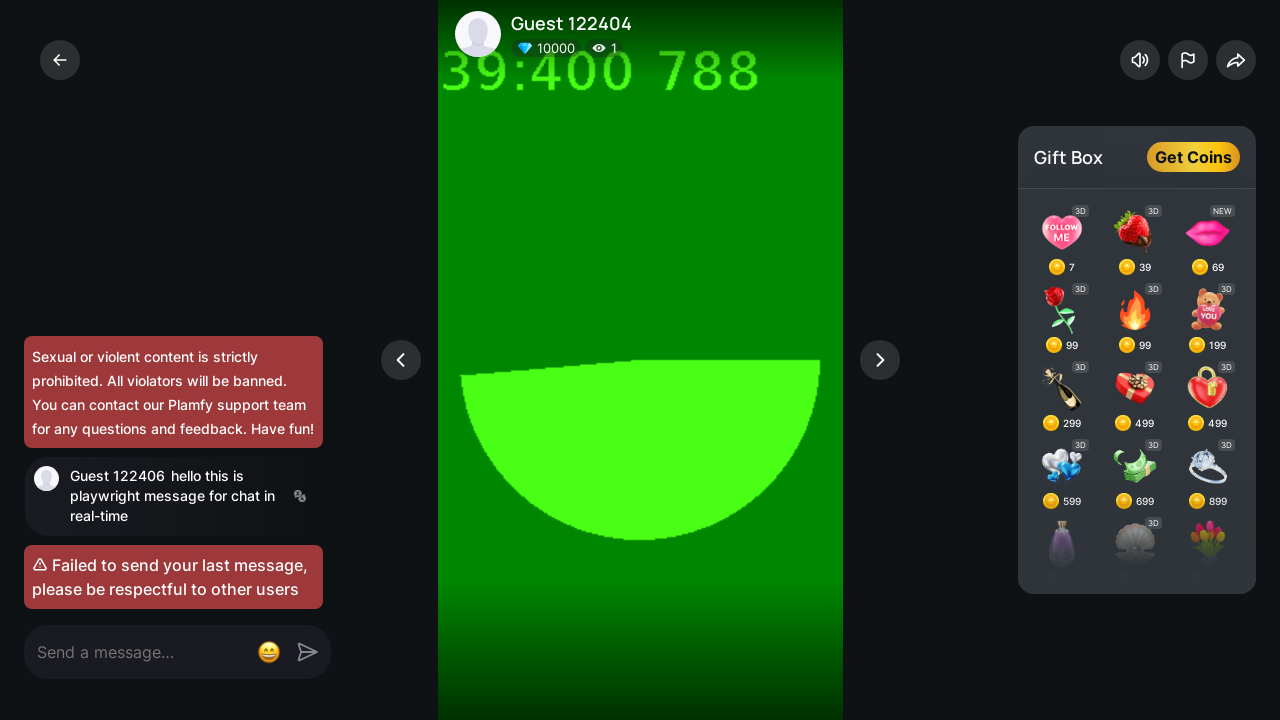 Guest 122404
10000 1
39:400 788
Gift Box
Get Coins
3D 3D NEW
FOLLOW
ME
7 39 69
3D 3D 3D
LOVE
YOU
99 99 199
3D 3D 3D
299 499 499
3D 3D 3D
599 699 899
3D
Sexual or violent content is strictly
prohibited. All violators will be banned.
You can contact our Plamfy support team
for any questions and feedback. Have fun!
Guest 122406 hello this is
playwright message for chat in
real-time
Failed to send your last message,
please be respectful to other users
Send a message...